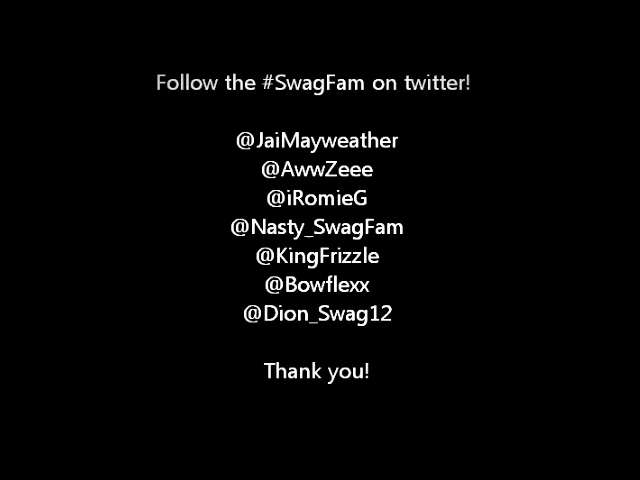 Follow the #SwagFam on twitter!
@JaiMayweather
@AwwZeee
@iRomieG
@Nasty_SwagFam
@KingFrizzle
@Bowflexx
@Dion_Swag12
Thank you!